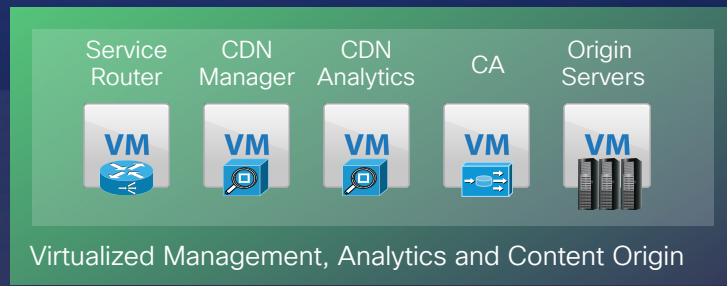 Service
Router
CDN
Manager
CDN
Analytics
CA
Origin
Servers
VM
VM
VM
VM
VM
Virtualized Management, Analytics and Content Origin